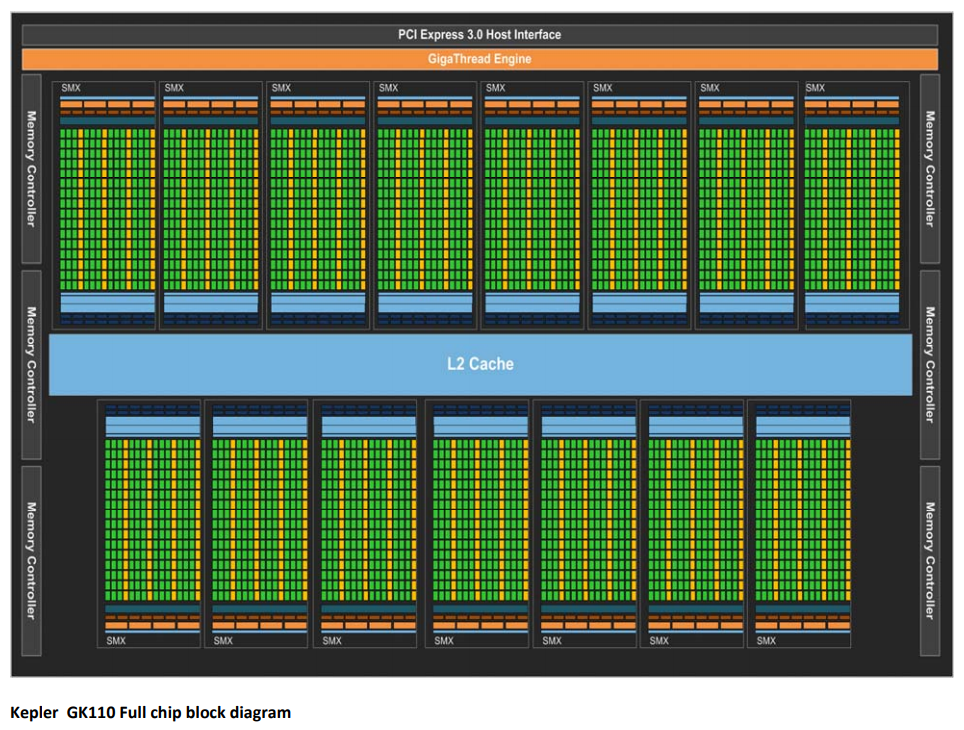 PCI Express 3.0 Host Interface
GigaThread Engine
SMX SMX SMX SMX SMX SMX SMX SMX
Memory Controller
Memory Controller
Memory Controller
Memory Controller
L2 Cache
Memory Controller
Memory Controller
SMX SMX SMX SMX SMX SMX SMX
Kepler GK110 Full chip block diagram